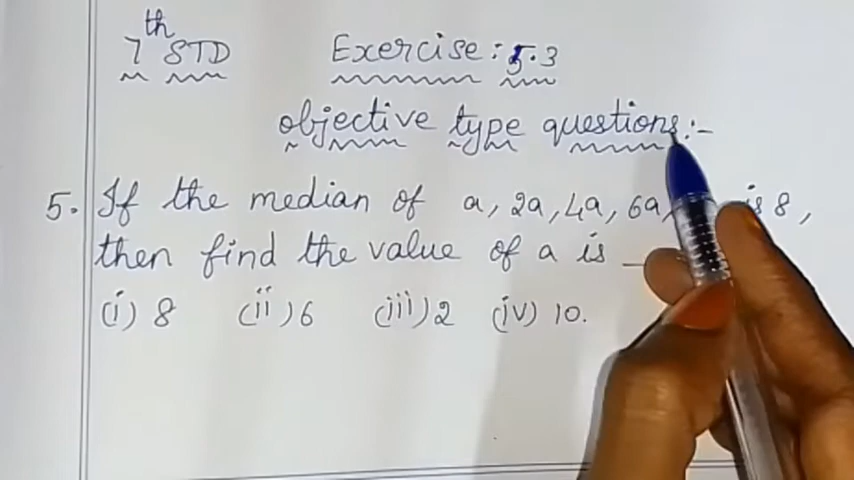 7th STD Exercise: 5.3
objective type questions:-
5. If the median of a, 2a, 4a, 6a, is 8,
then find the value of a is
(i) 8 (ii) 6 (iii) 2 (iv) 10.